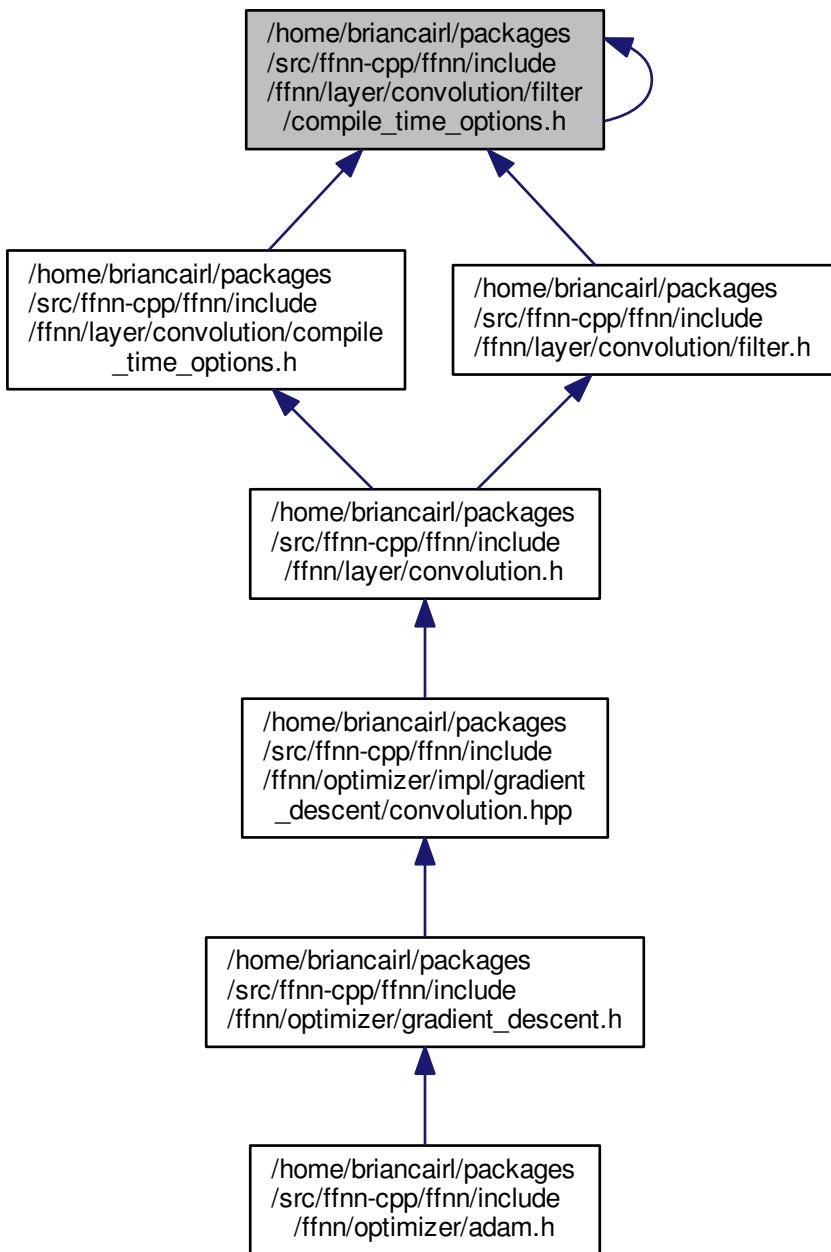 /home/briancairl/packages
/src/ffnn-cpp/ffnn/include
/ffnn/layer/convolution/filter
/compile_time_options.h
/home/briancairl/packages
/src/ffnn-cpp/ffnn/include
/ffnn/layer/convolution/compile
_time_options.h
/home/briancairl/packages
/src/ffnn-cpp/ffnn/include
/ffnn/layer/convolution/filter.h
/home/briancairl/packages
/src/ffnn-cpp/ffnn/include
/ffnn/layer/convolution.h
/home/briancairl/packages
/src/ffnn-cpp/ffnn/include
/ffnn/optimizer/impl/gradient
_descent/convolution.hpp
/home/briancairl/packages
/src/ffnn-cpp/ffnn/include
/ffnn/optimizer/gradient_descent.h
/home/briancairl/packages
/src/ffnn-cpp/ffnn/include
/ffnn/optimizer/adam.h